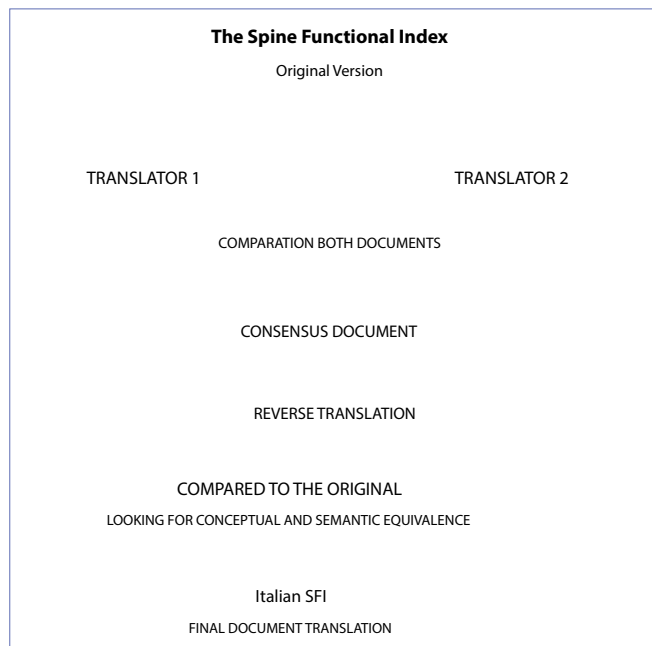 The Spine Functional Index
Original Version
TRANSLATOR 1
TRANSLATOR 2
COMPARATION BOTH DOCUMENTS
CONSENSUS DOCUMENT
REVERSE TRANSLATION
COMPARED TO THE ORIGINAL
LOOKING FOR CONCEPTUAL AND SEMANTIC EQUIVALENCE
Italian SFI
FINAL DOCUMENT TRANSLATION